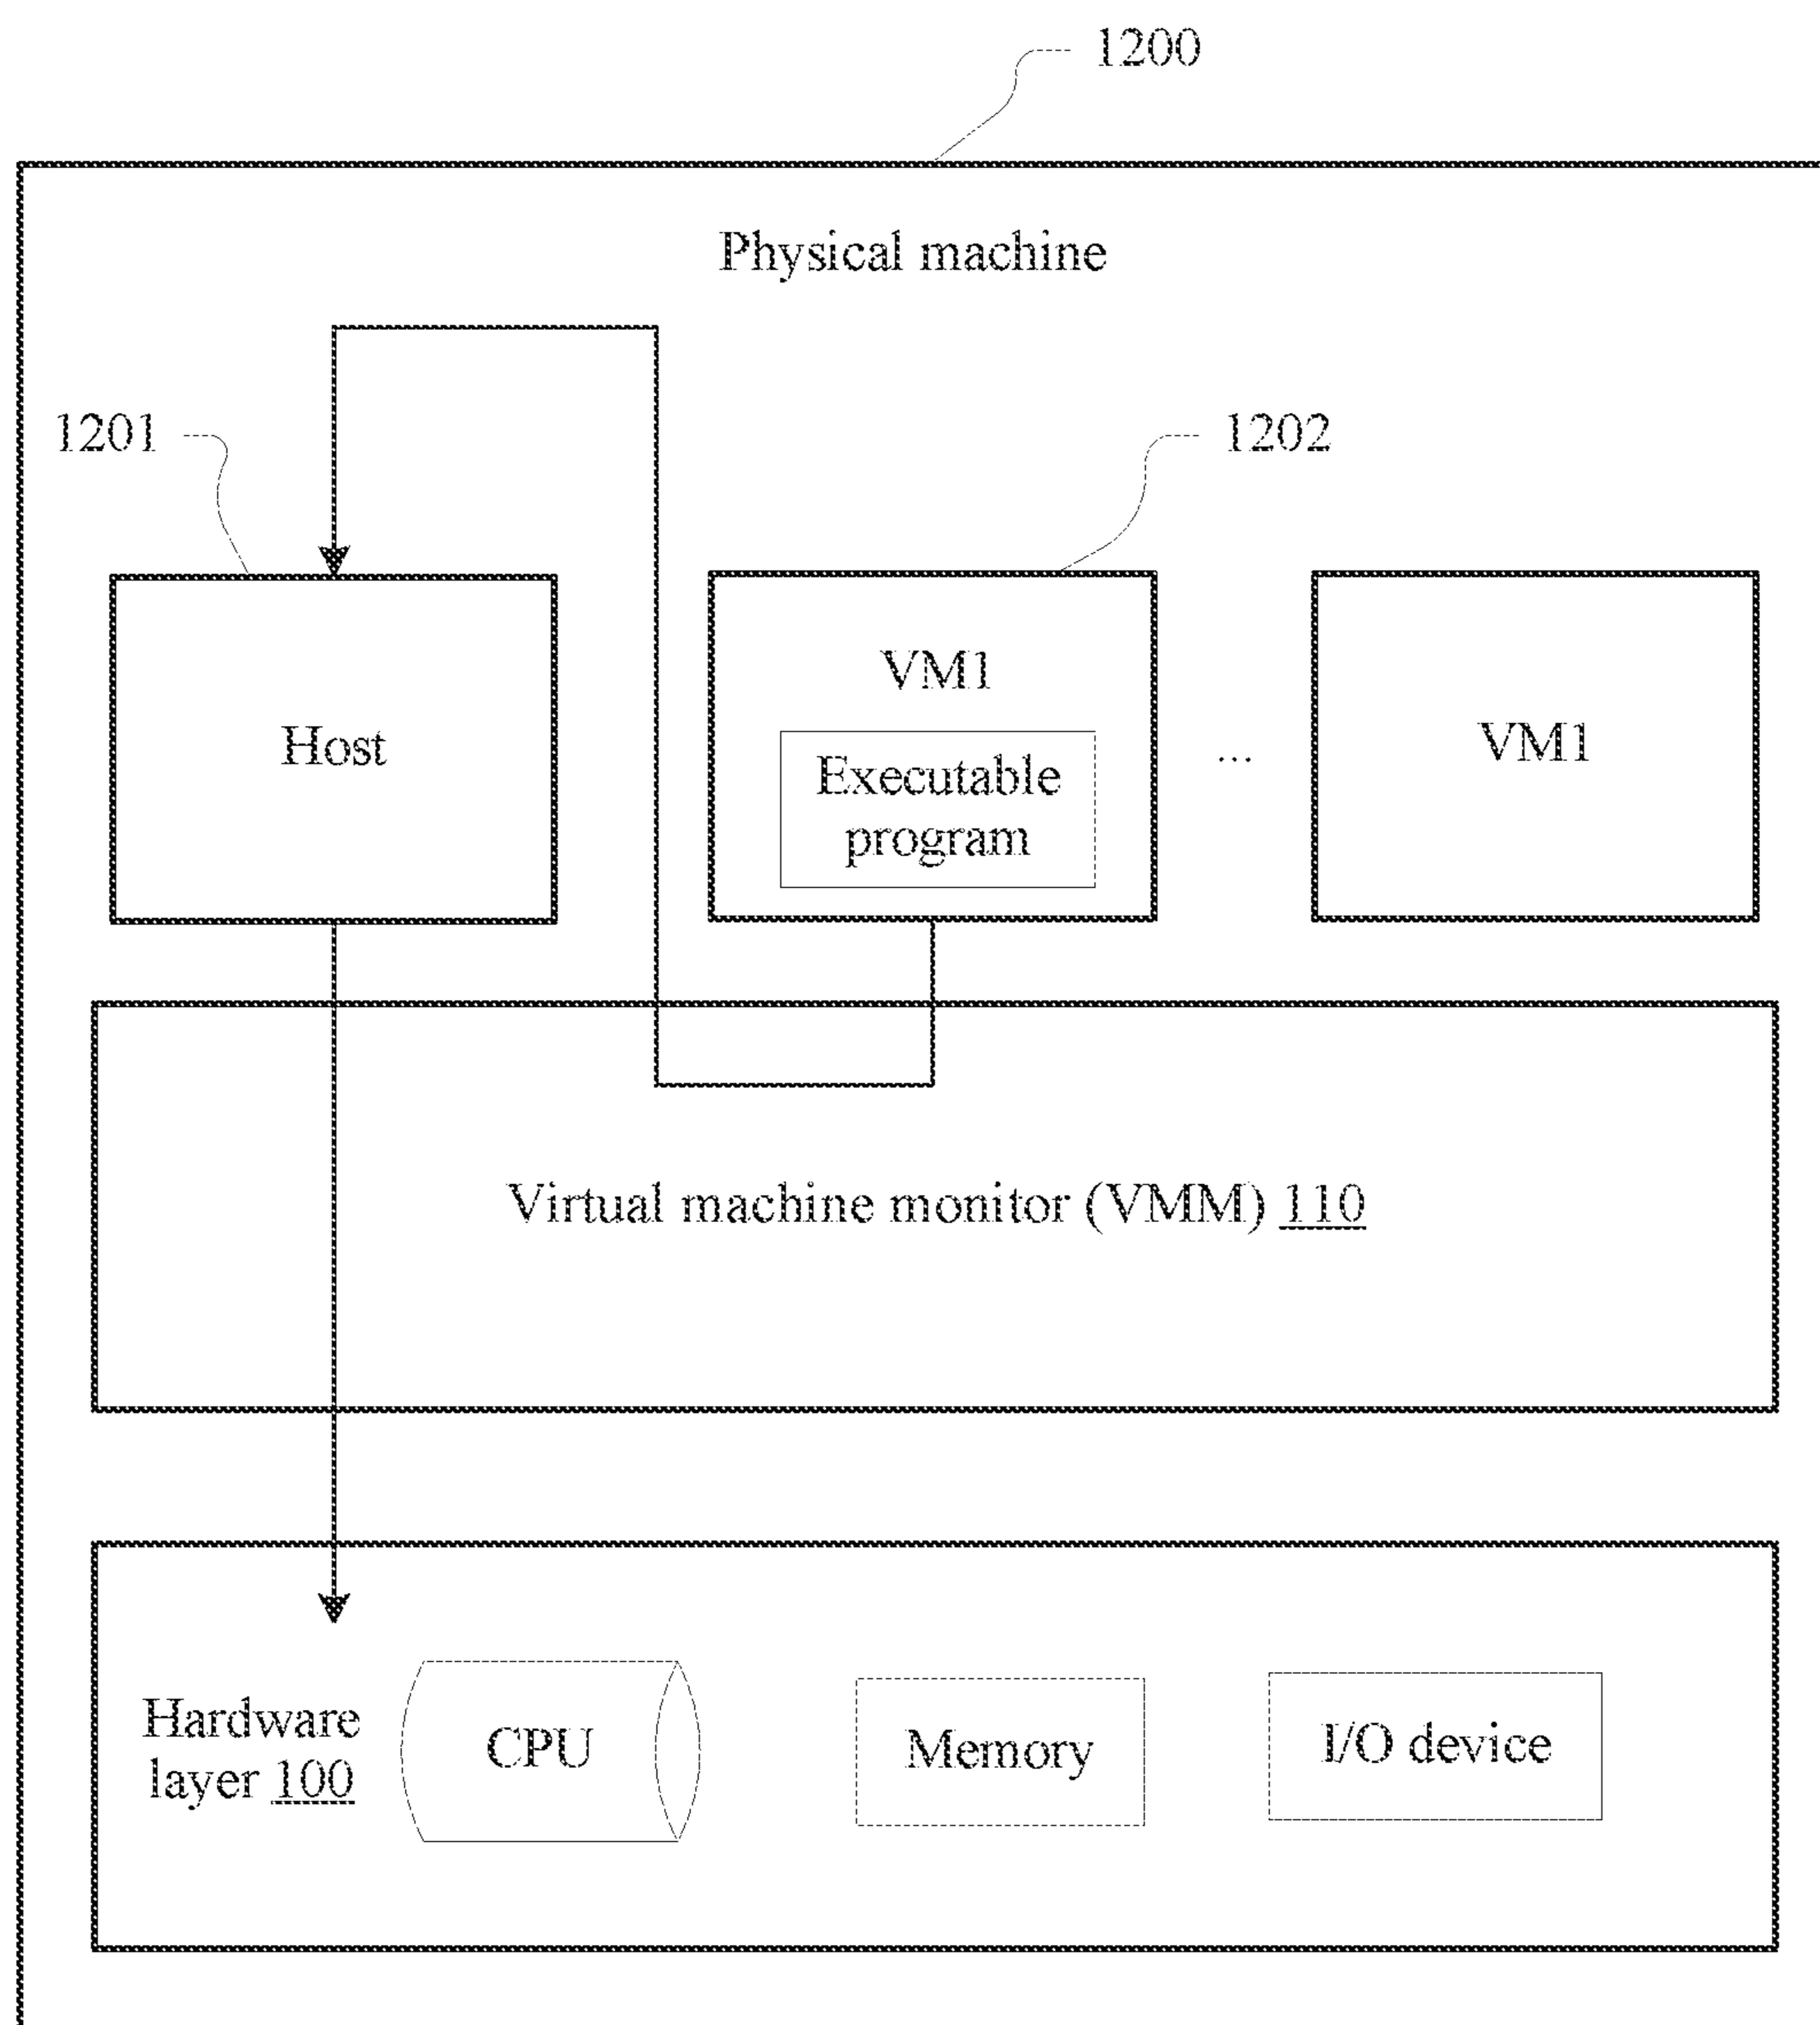 1200
Physical machine
1201
1202
Host
VM1
Executable
program
...
VM1
Virtual machine monitor (VMM) 110
Hardware
layer 100
CPU
Memory
I/O device